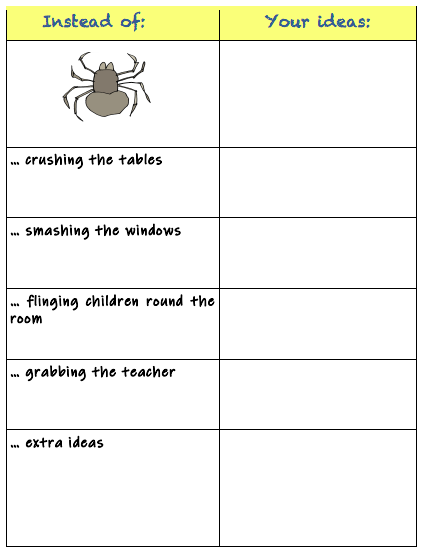 Instead of:
Your ideas:
... crushing the tables
... smashing the windows
... flinging children round the
room
... grabbing the teacher
... extra ideas